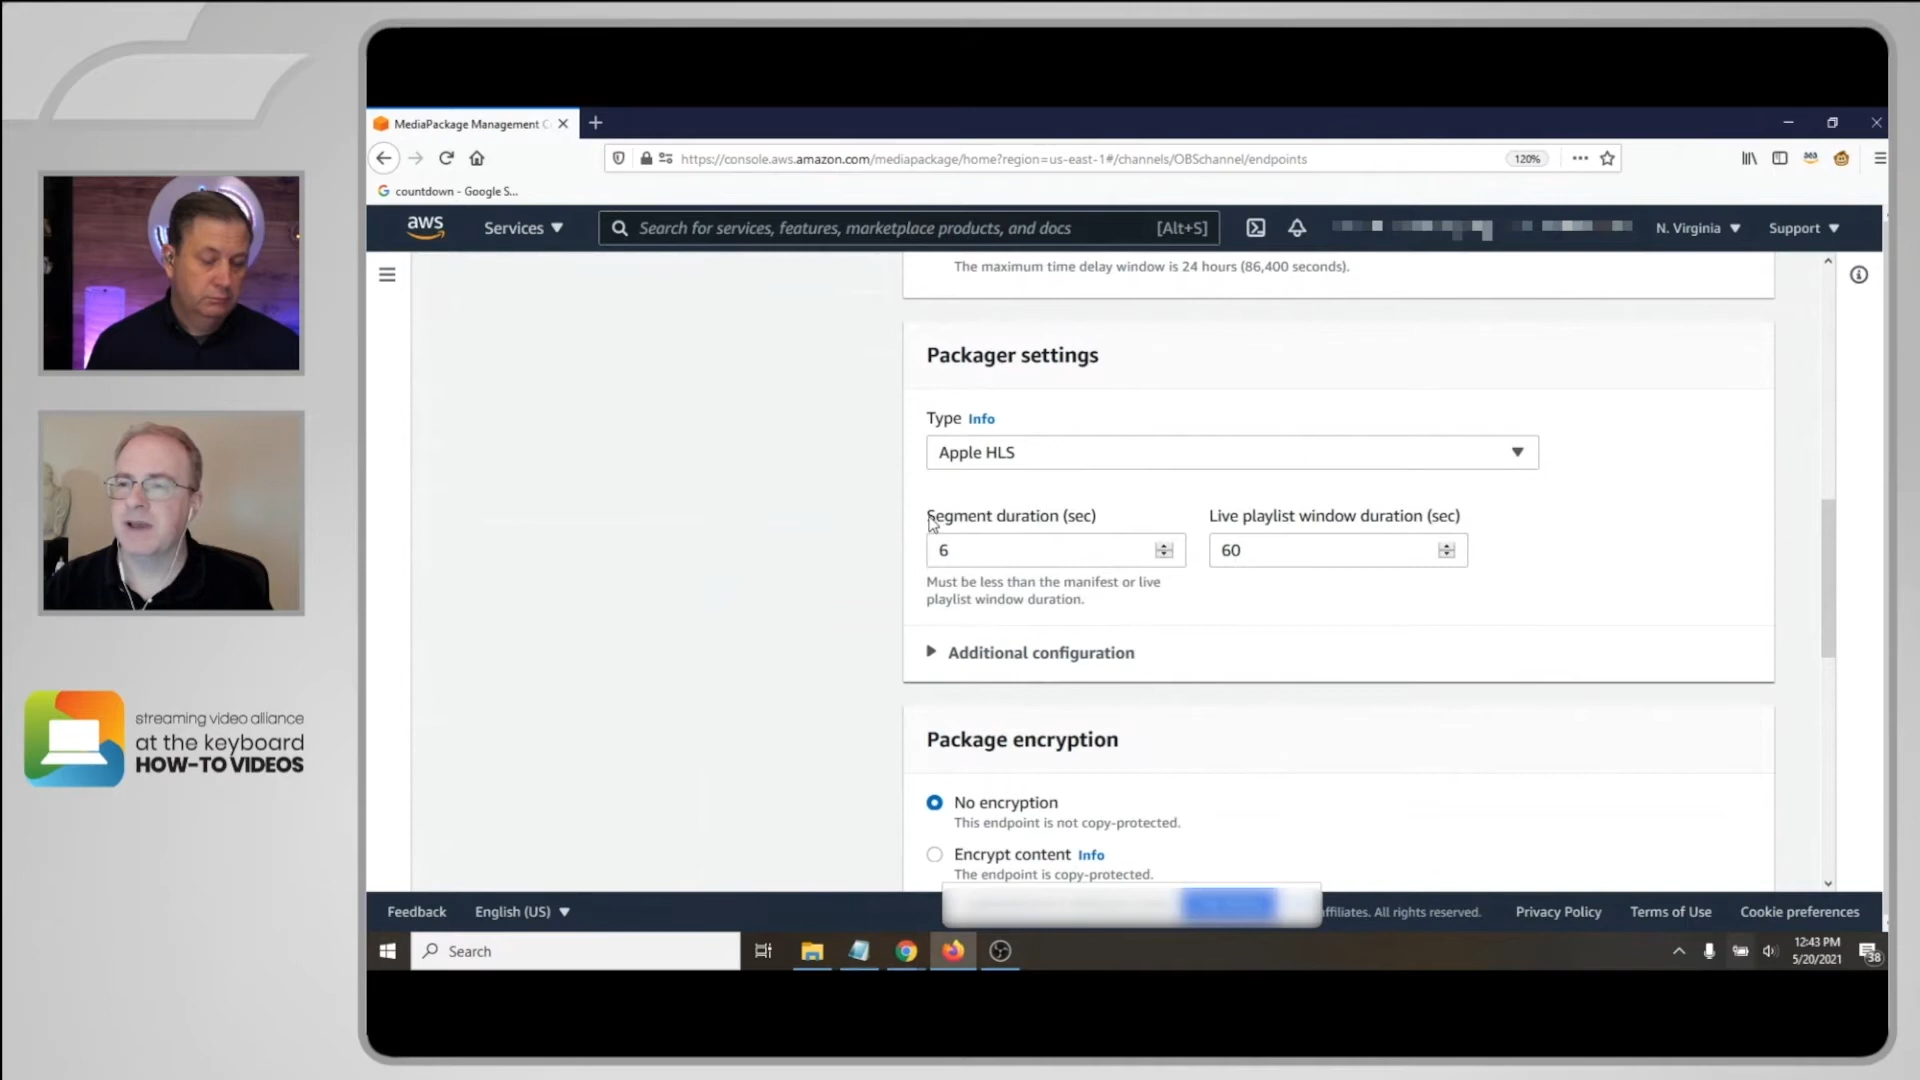 MediaPackage Management C
https://console.aws.amazon.com/mediapackage/home?region=us-east-1#/channels/OBSchannel/endpoints
120%
countdown - Google S...
aws
Services
Search for services, features, marketplace products, and docs
[Alt+S]
N. Virginia
Support
The maximum time delay window is 24 hours (86,400 seconds).
Packager settings
Type Info
Apple HLS
Segment duration (sec)
6
Must be less than the manifest or live
playlist window duration.
Live playlist window duration (sec)
60
Additional configuration
Package encryption
No encryption
This endpoint is not copy-protected.
Encrypt content Info
The endpoint is copy-protected.
Feedback
English (US)
affiliates. All rights reserved.
Privacy Policy
Terms of Use
Cookie preferences
Search
12:43 PM
5/20/2021
38
streaming video alliance
at the keyboard
HOW-TO VIDEOS